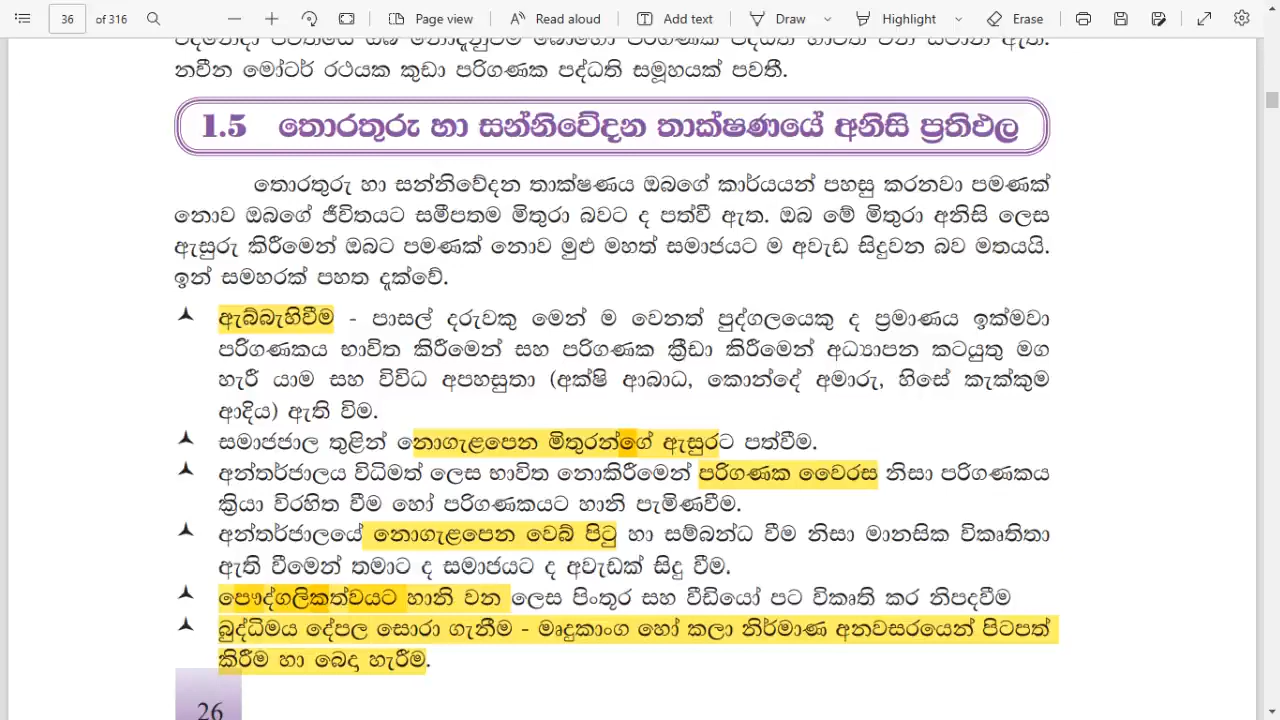 36 of 316 Page view Read aloud Add text Draw Highlight Erase
නවීන මෝටර් රථයක කුඩා පරිගණක පද්ධති සමූහයක් පවතී.
1.5 තොරතුරු හා සන්නිවේදන තාක්ෂණයේ අනිසි ප්‍රතිඵල
තොරතුරු හා සන්නිවේදන තාක්ෂණය ඔබගේ කාර්යයන් පහසු කරනවා පමණක්
නොව ඔබගේ ජීවිතයට සමීපතම මිතුරා බවට ද පත්වී ඇත. ඔබ මේ මිතුරා අනිසි ලෙස
ඇසුරු කිරීමෙන් ඔබට පමණක් නොව මුළු මහත් සමාජයට ම අවැඩ සිදුවන බව මතයයි.
ඉන් සමහරක් පහත දැක්වේ.
ඇබ්බැහිවීම - පාසල් දරුවකු මෙන් ම වෙනත් පුද්ගලයෙකු ද ප්‍රමාණය ඉක්මවා
පරිගණකය භාවිත කිරීමෙන් සහ පරිගණක ක්‍රීඩා කිරීමෙන් අධ්‍යාපන කටයුතු මග
හැරී යාම සහ විවිධ අපහසුතා (අක්ෂි ආබාධ, කොන්දේ අමාරු, හිසේ කැක්කුම
ආදිය) ඇති විම.
සමාජජාල තුළින් නොගැළපෙන මිතුරන්ගේ ඇසුරට පත්වීම.
අන්තර්ජාලය විධිමත් ලෙස භාවිත නොකිරීමෙන් පරිගණක වෛරස නිසා පරිගණකය
ක්‍රියා විරහිත වීම හෝ පරිගණකයට හානි පැමිණවීම.
අන්තර්ජාලයේ නොගැළපෙන වෙබ් පිටු හා සම්බන්ධ වීම නිසා මානසික විකෘතිතා
ඇති වීමෙන් තමාට ද සමාජයට ද අවැඩක් සිදු වීම.
පෞද්ගලිකත්වයට හානි වන ලෙස පිංතූර සහ වීඩියෝ පට විකෘති කර නිපදවීම
බුද්ධිමය දේපල සොරා ගැනීම - මෘදුකාංග හෝ කලා නිර්මාණ අනවසරයෙන් පිටපත්
කිරීම හා බෙදා හැරීම.
26